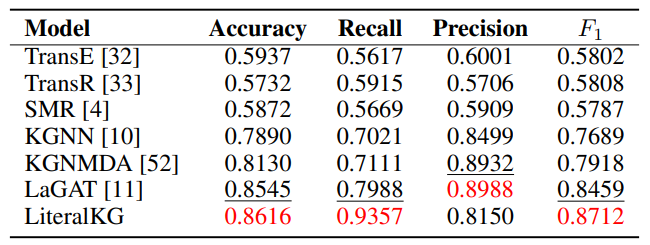 Model Accuracy Recall Precision F1
TransE [32] 0.5937 0.5617 0.6001 0.5802
TransR [33] 0.5732 0.5915 0.5706 0.5808
SMR [4] 0.5872 0.5669 0.5909 0.5787
KGNN [10] 0.7890 0.7021 0.8499 0.7689
KGNMDA [52] 0.8130 0.7111 0.8932 0.7918
LaGAT [11] 0.8545 0.7988 0.8988 0.8459
LiteralKG 0.8616 0.9357 0.8150 0.8712